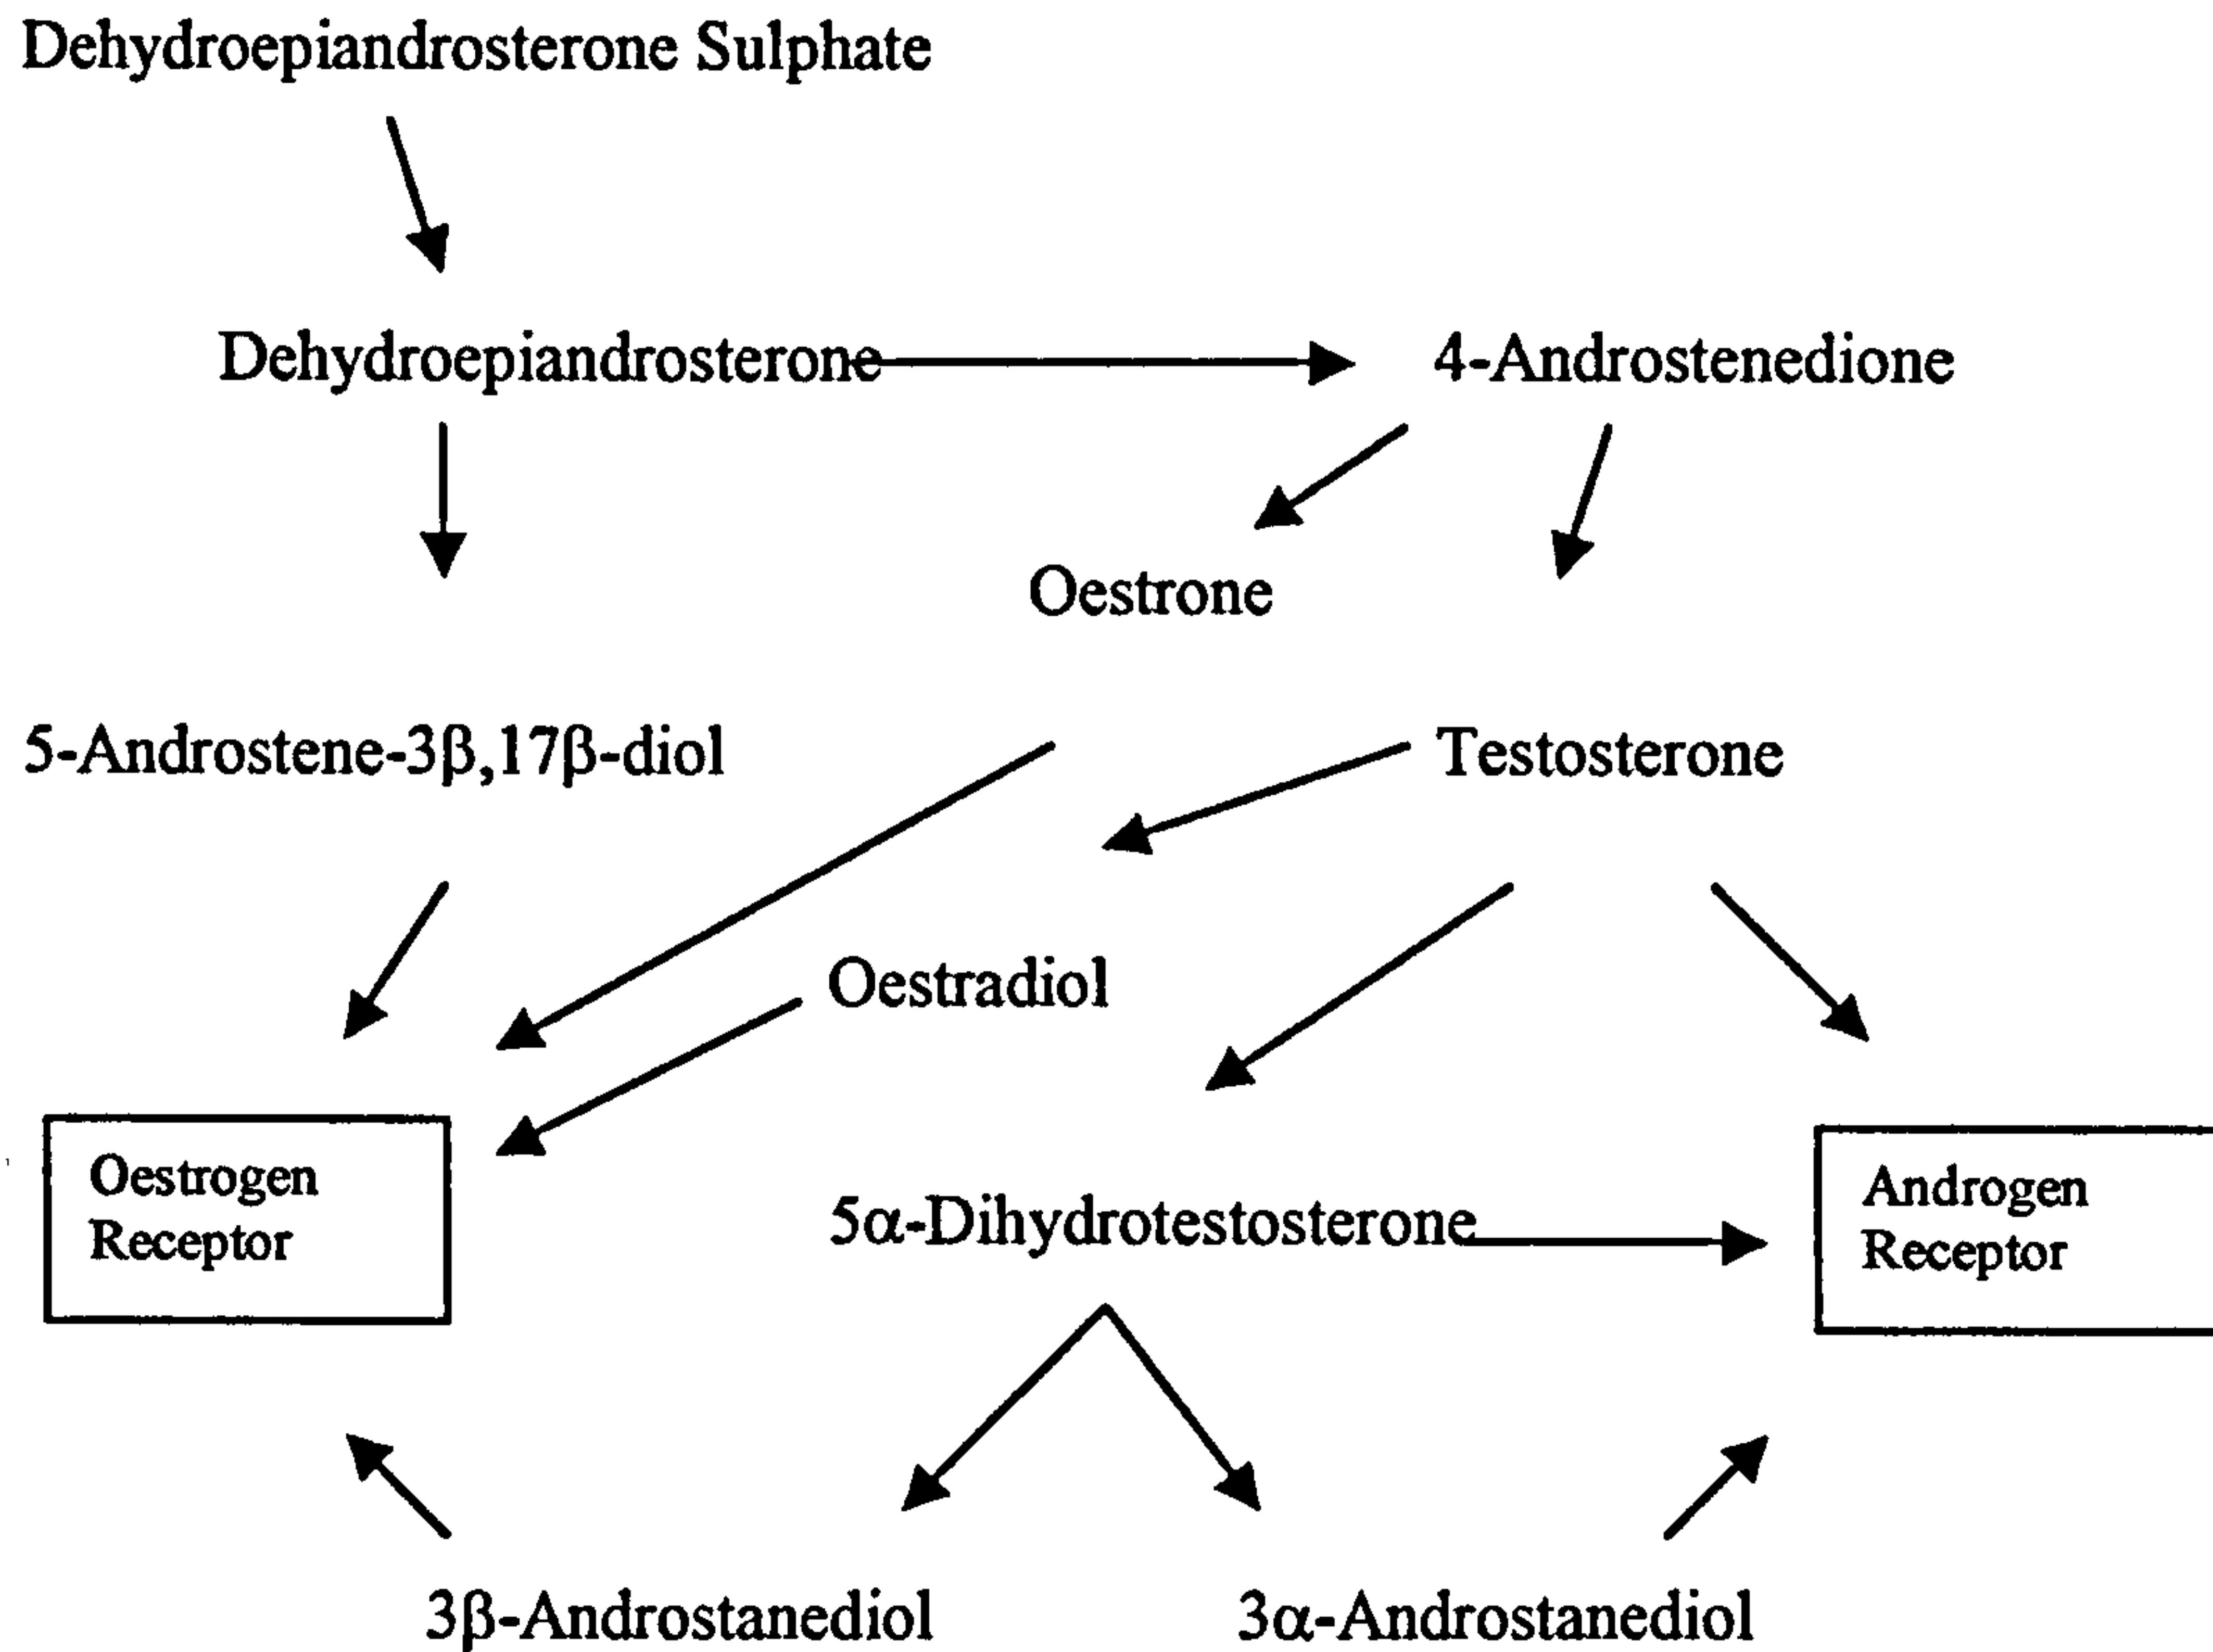 Dehydroepiandrosterone Sulphate
Dehydroepiandrosterone
4-Androstenedione
Oestrone
5-Androstene-3β,17β-diol
Testosterone
Oestradiol
Oestrogen
Receptor
5α-Dihydrotestosterone
Androgen
Receptor
3β-Androstanediol
3α-Androstanediol